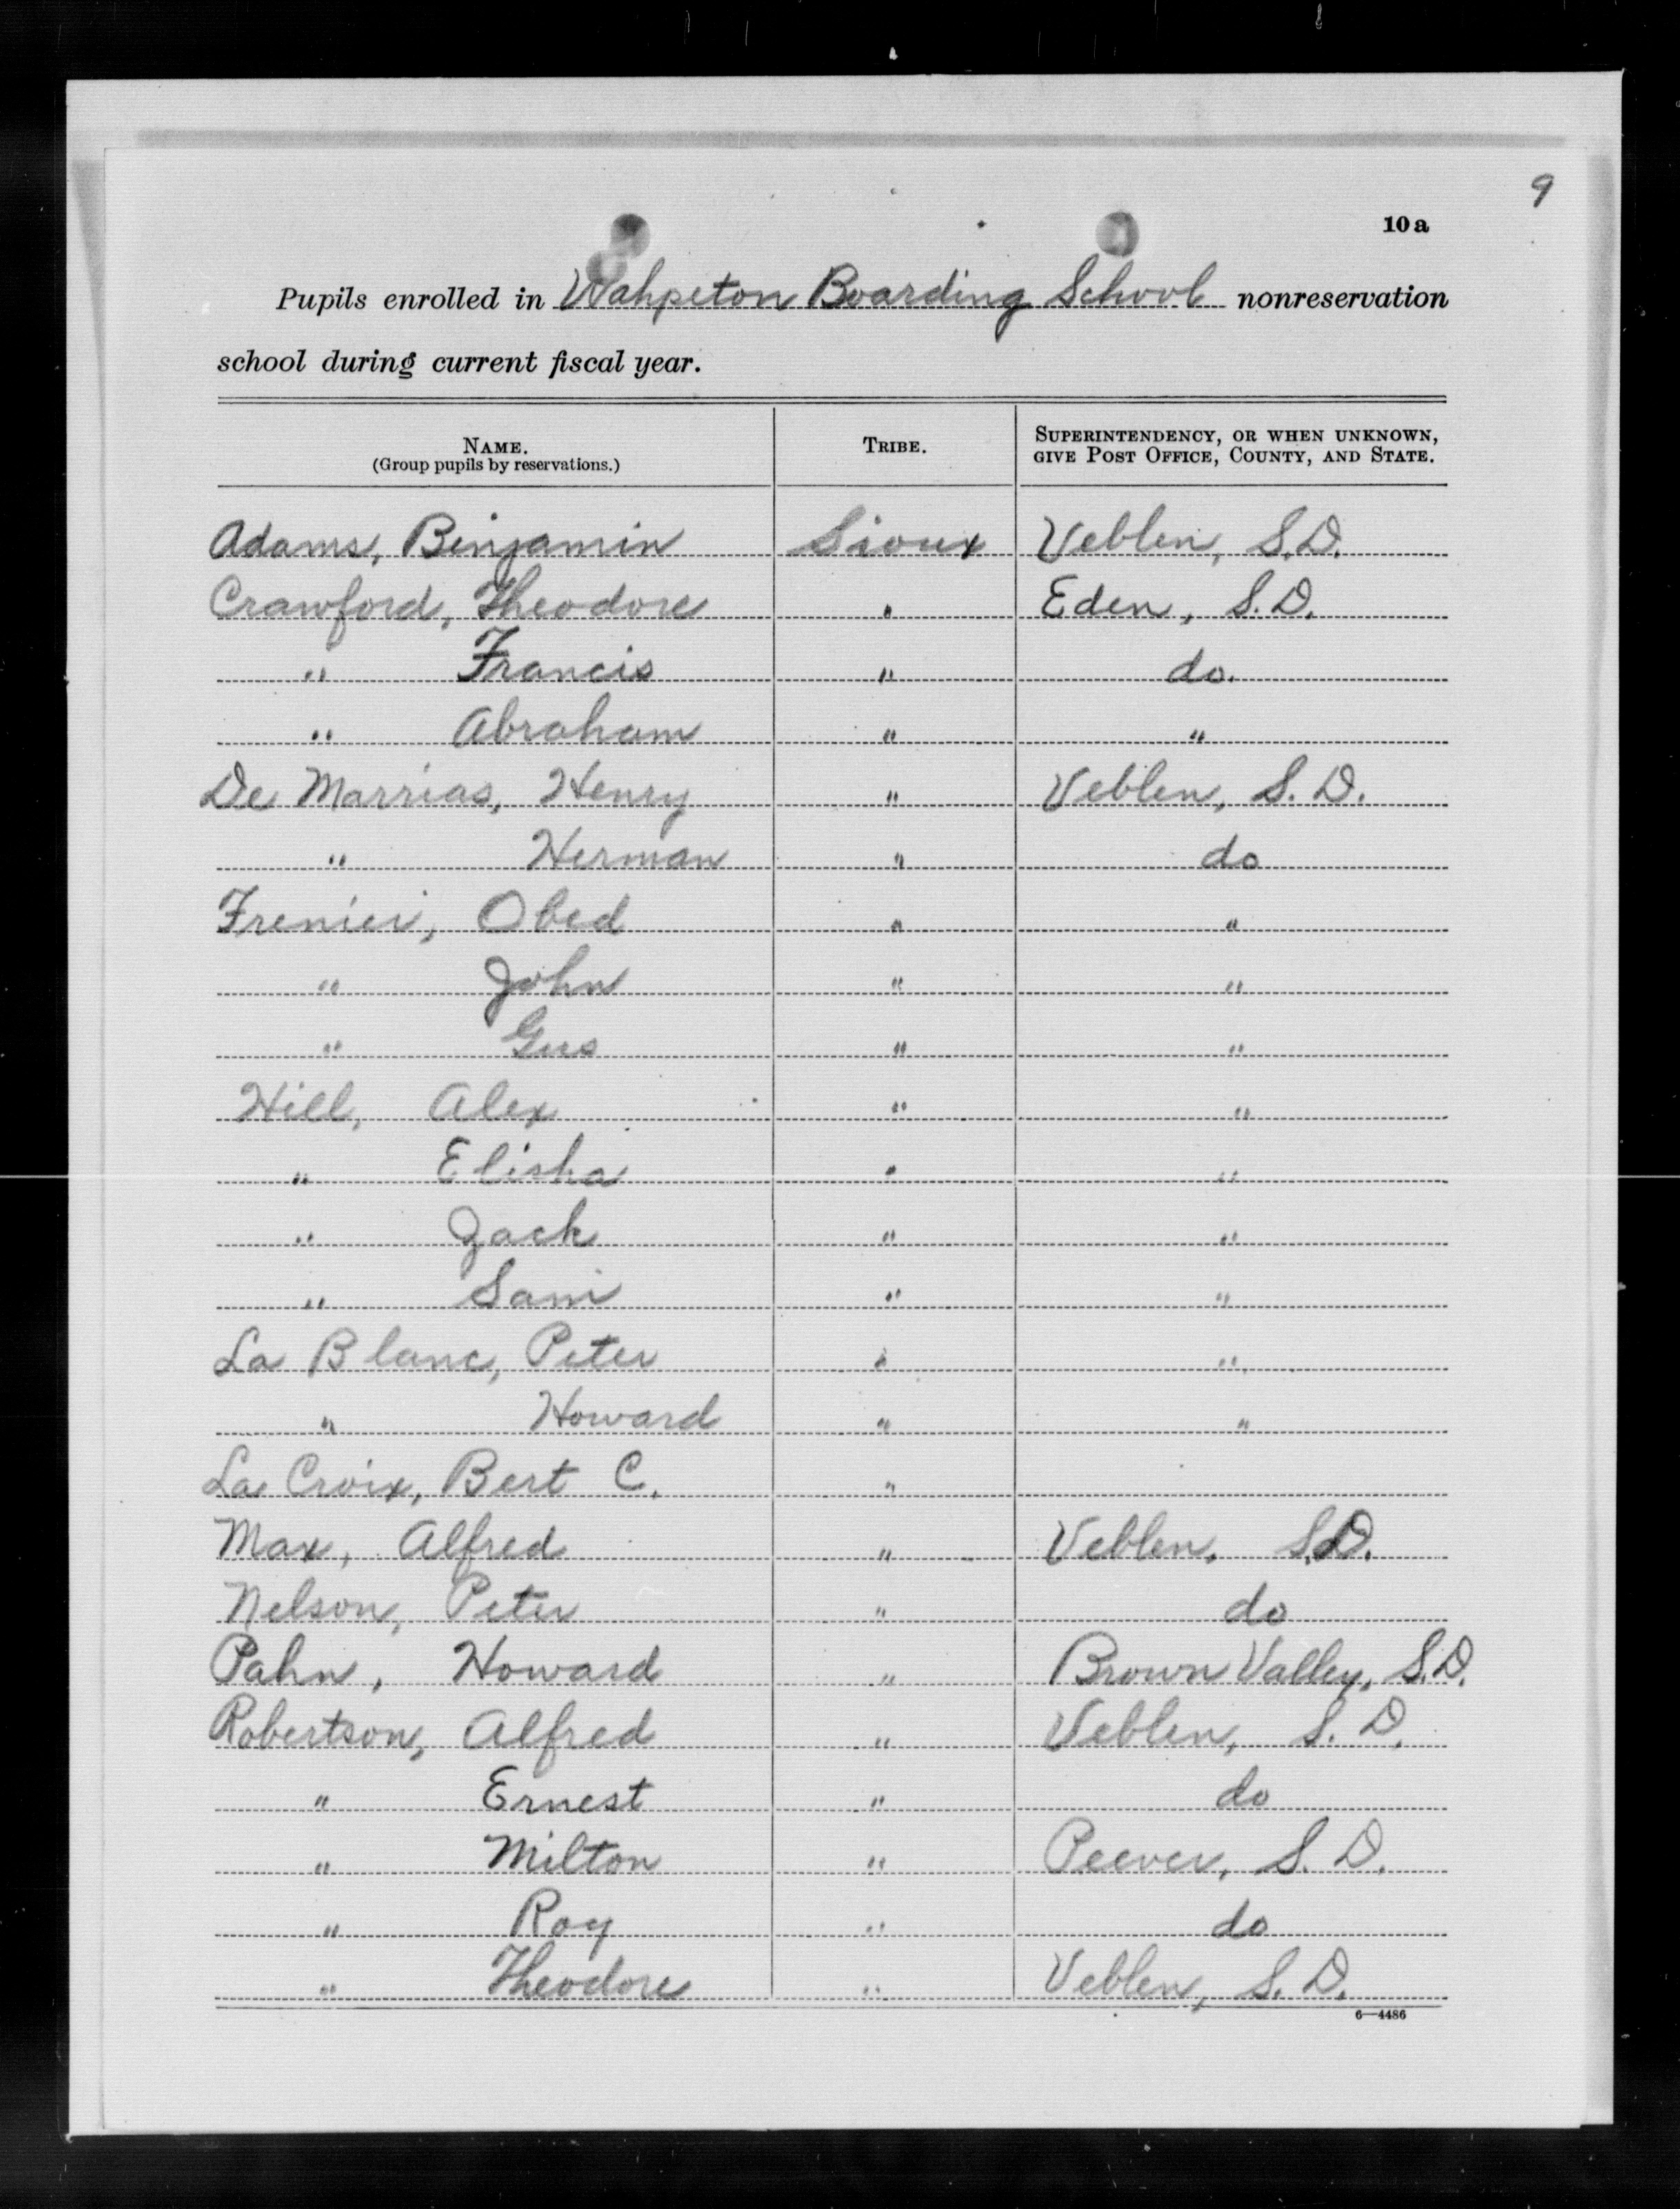 9
10a
Pupils enrolled in Wahpeton Boarding School nonreservation
school during current fiscal year.
NAME. TRIBE. SUPERINTENDENCY, OR WHEN UNKNOWN,
(Group pupils by reservations.) GIVE POST OFFICE, COUNTY, AND STATE.
Adams, Binjamin Sioux Veblen, S.D.
Crawford, Theodore " Eden, S.D.
" Francis " do.
" Abraham " "
De Marrias, Henry " Veblen, S.D.
" Herman " do
Frenier, Obed " "
" John " "
" Gus " "
Hill, Alex " "
" Elisha " "
" Jack " "
" Sam " "
La Blanc, Peter " "
" Howard " "
La Croix, Bert C. "
Max, Alfred " Veblen, S.D.
Nelson, Peter " do
Pahn, Howard " Brown Valley, S.D.
Robertson, Alfred " Veblen, S.D.
" Ernest " do
" Milton " Peever, S.D.
" Roy " do
" Theodore " Veblen, S.D.
6—4486